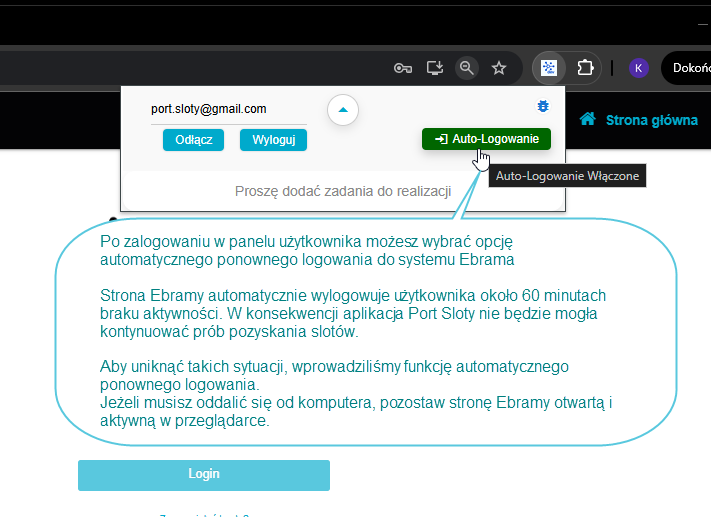 K
Dokoń
port.sloty@gmail.com
Strona główna
Odłącz
Wyloguj
Auto-Logowanie
Auto-Logowanie Włączone
Proszę dodać zadania do realizacji
Po zalogowaniu w panelu użytkownika możesz wybrać opcję
automatycznego ponownego logowania do systemu Ebrama
Strona Ebramy automatycznie wylogowuje użytkownika około 60 minutach
braku aktywności. W konsekwencji aplikacja Port Sloty nie będzie mogła
kontynuować prób pozyskania slotów.
Aby uniknąć takich sytuacji, wprowadziliśmy funkcję automatycznego
ponownego logowania.
Jeżeli musisz oddalić się od komputera, pozostaw stronę Ebramy otwartą i
aktywną w przeglądarce.
Login